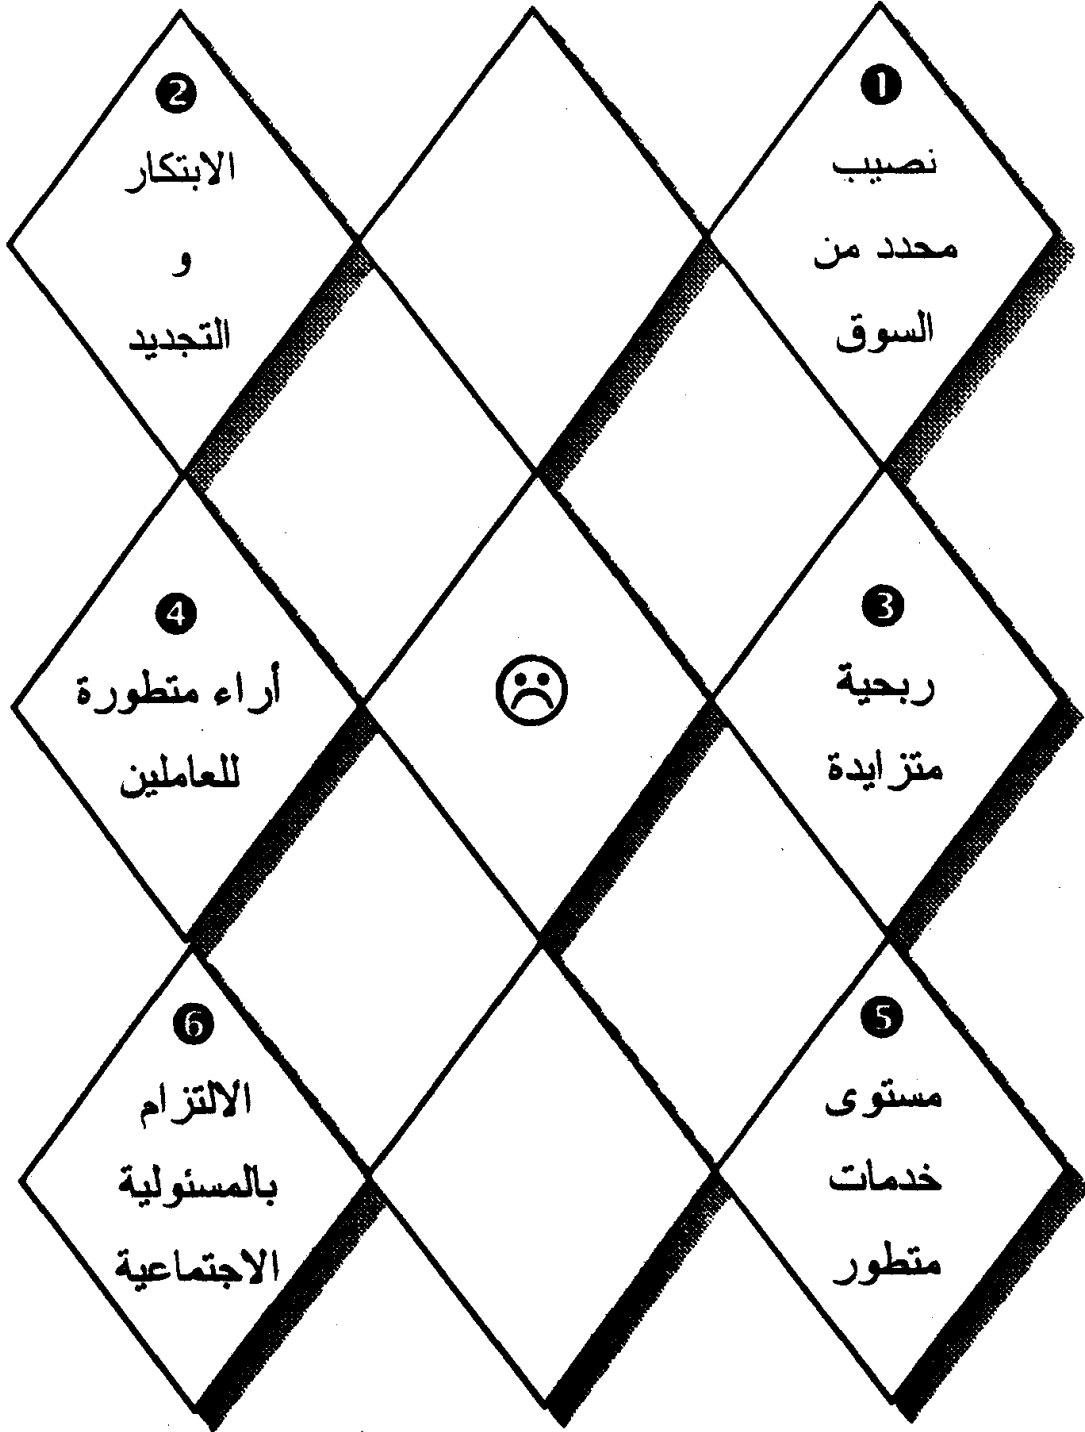 ❶
نصيب
محدد من
السوق
❷
الابتكار
و
التجديد
❸
ربحية
متزايدة
❹
أراء متطورة
للعاملين
❺
مستوى
خدمات
متطور
❻
الالتزام
بالمسئولية
الاجتماعية